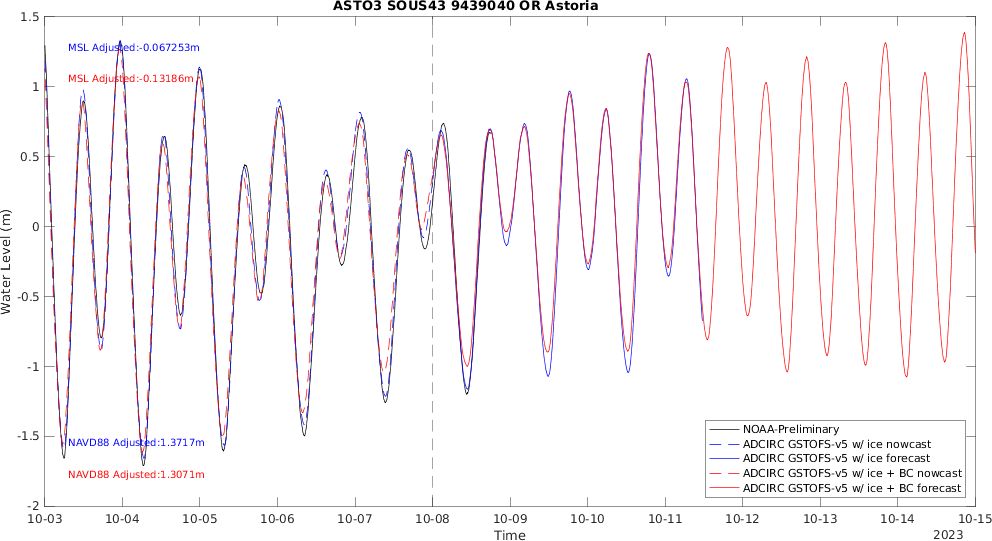 ASTO3 SOUS43 9439040 OR Astoria
1.5
MSL Adjusted:-0.067253m
MSL Adjusted:-0.13186m
1
0.5
0
-0.5
-1
-1.5
-2
Water Level (m)
NAVD88 Adjusted:1.3717m
NAVD88 Adjusted:1.3071m
NOAA-Preliminary
ADCIRC GSTOFS-v5 w/ ice nowcast
ADCIRC GSTOFS-v5 w/ ice forecast
ADCIRC GSTOFS-v5 w/ ice + BC nowcast
ADCIRC GSTOFS-v5 w/ ice + BC forecast
10-03 10-04 10-05 10-06 10-07 10-08 10-09 10-10 10-11 10-12 10-13 10-14 10-15
Time
2023